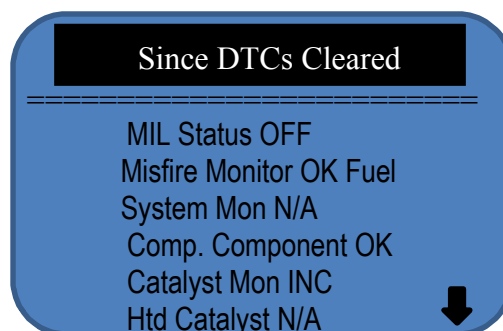 Since DTCs Cleared
==========================
MIL Status OFF
Misfire Monitor OK Fuel
System Mon N/A
Comp. Component OK
Catalyst Mon INC
Htd Catalyst N/A